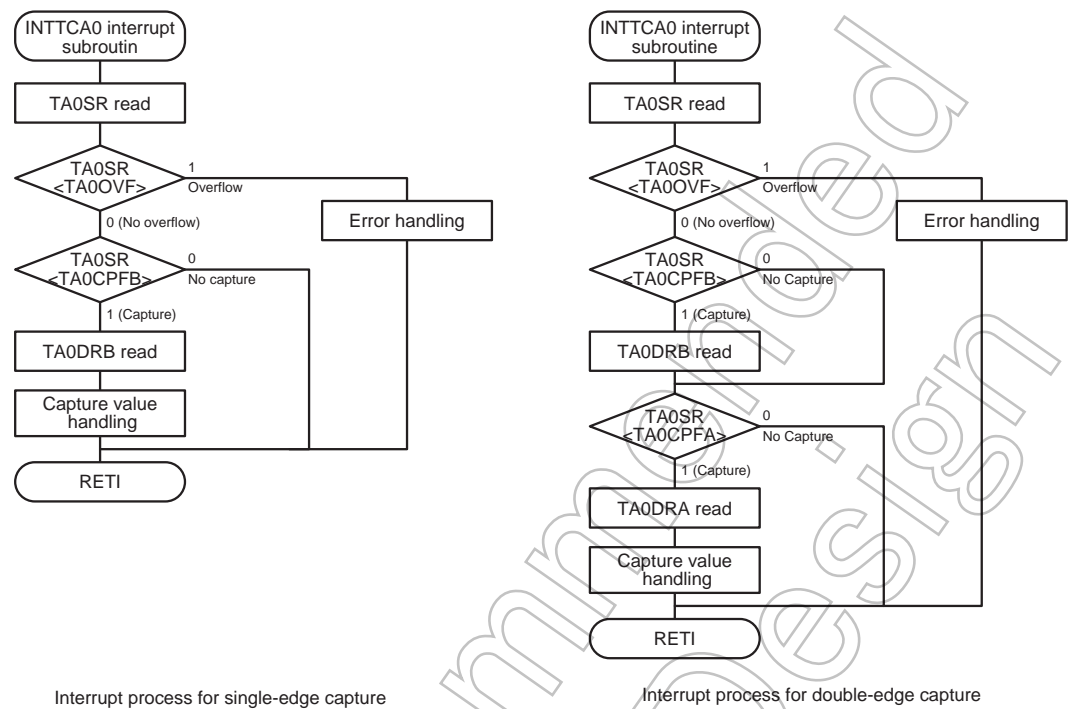 INTTCA0 interrupt
subroutin
TA0SR read
TA0SR
<TA0OVF>
1
Overflow
0 (No overflow)
Error handling
TA0SR
<TA0CPFB>
0
No capture
1 (Capture)
TA0DRB read
Capture value
handling
RETI
Interrupt process for single-edge capture
INTTCA0 interrupt
subroutine
TA0SR read
TA0SR
<TA0OVF>
1
Overflow
0 (No overflow)
Error handling
TA0SR
<TA0CPFB>
0
No Capture
1 (Capture)
TA0DRB read
TA0SR
<TA0CPFA>
0
No Capture
1 (Capture)
TA0DRA read
Capture value
handling
RETI
Interrupt process for double-edge capture